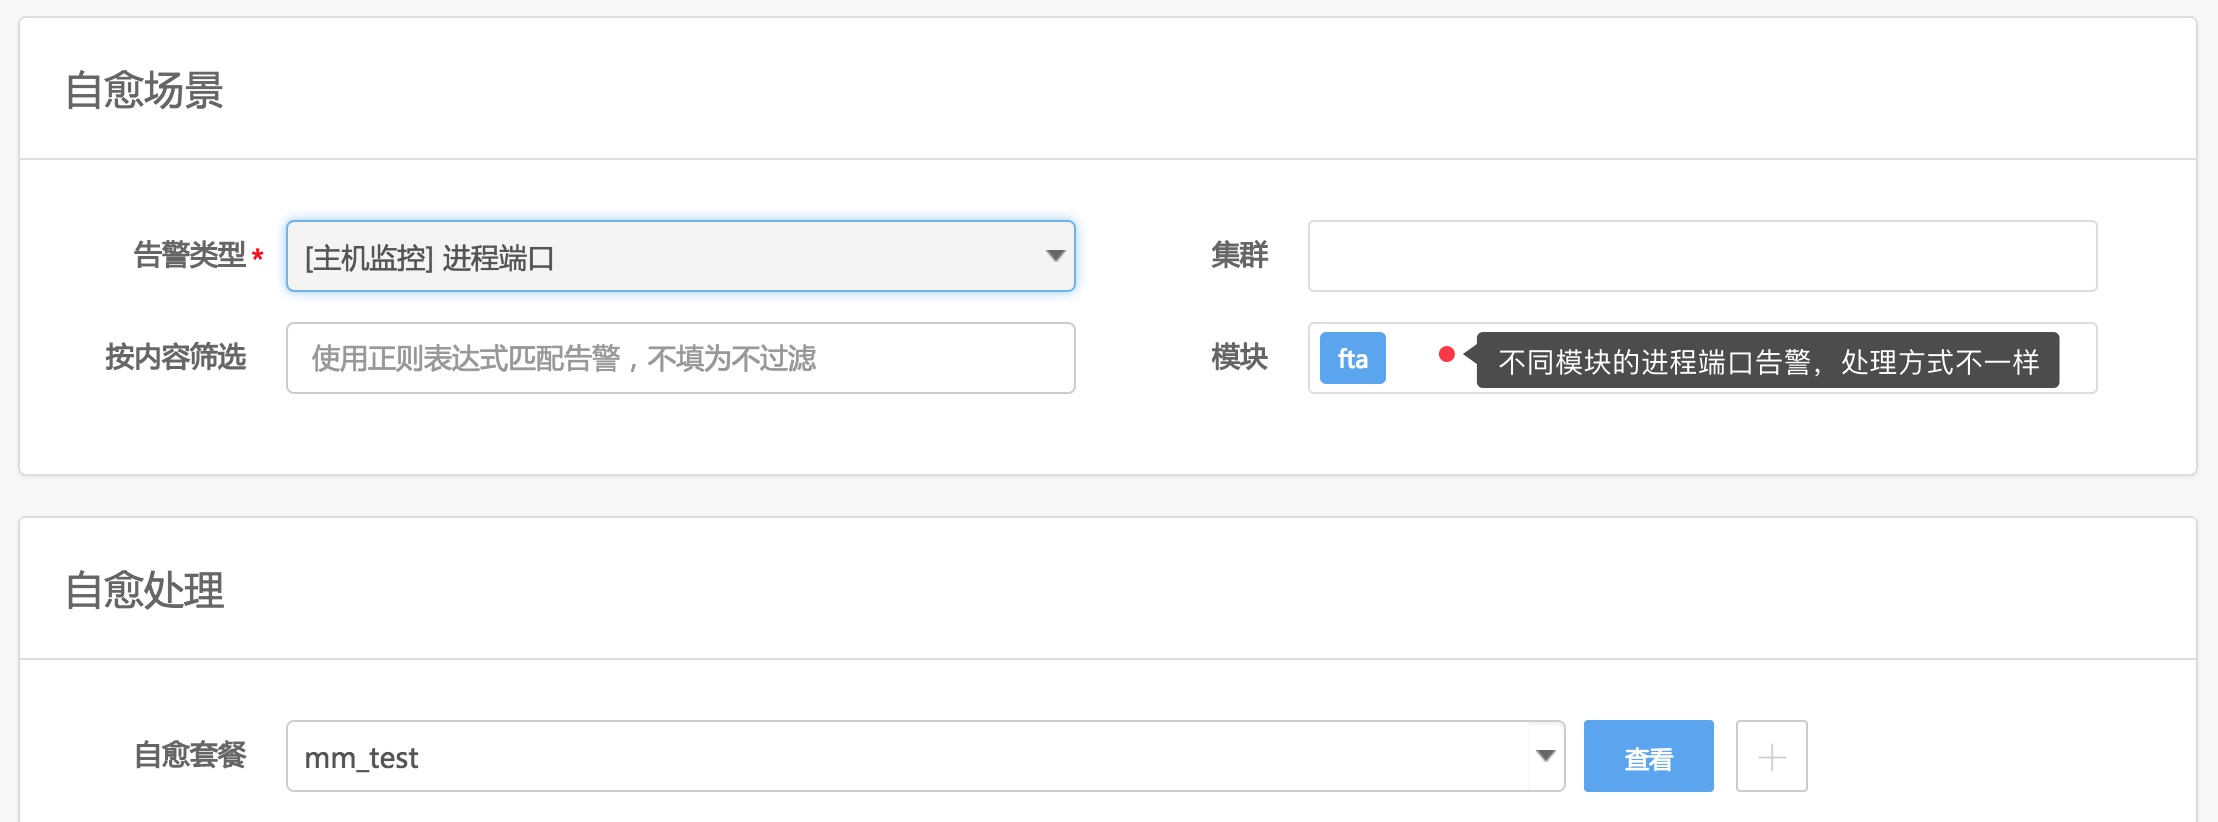 自愈场景
告警类型* [主机监控] 进程端口 集群
按内容筛选 使用正则表达式匹配告警，不填为不过滤 模块 fta 不同模块的进程端口告警，处理方式不一样
自愈处理
自愈套餐 mm_test 查看